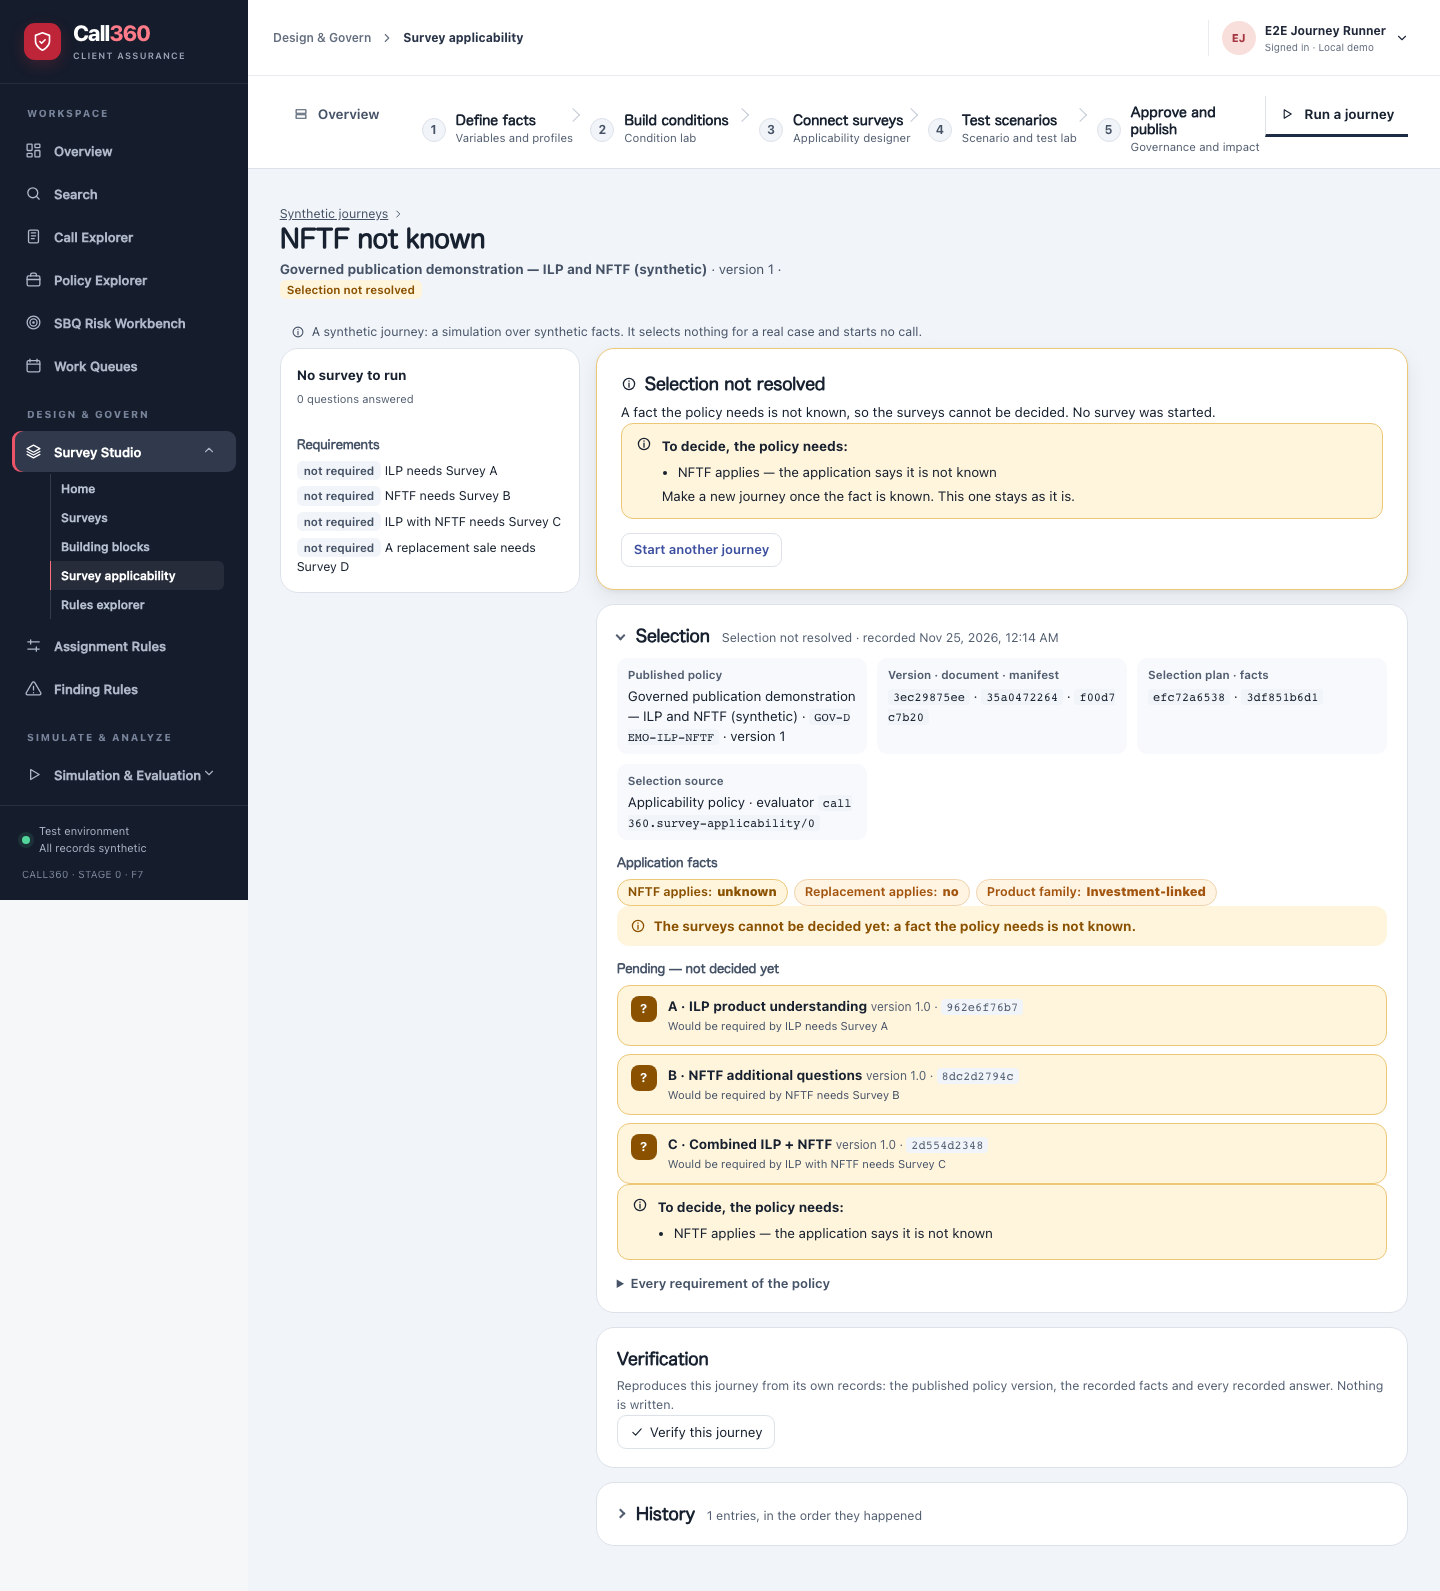 Call360
CLIENT ASSURANCE
WORKSPACE
Overview
Search
Call Explorer
Policy Explorer
SBQ Risk Workbench
Work Queues
DESIGN & GOVERN
Survey Studio
Home
Surveys
Building blocks
Survey applicability
Rules explorer
Assignment Rules
Finding Rules
SIMULATE & ANALYZE
Simulation & Evaluation
Test environment
All records synthetic
CALL360 · STAGE 0 · F7
Design & Govern > Survey applicability
EJ
E2E Journey Runner
Signed in · Local demo
Overview
1 Define facts
Variables and profiles
2 Build conditions
Condition lab
3 Connect surveys
Applicability designer
4 Test scenarios
Scenario and test lab
5 Approve and
publish
Governance and impact
Run a journey
Synthetic journeys >
NFTF not known
Governed publication demonstration — ILP and NFTF (synthetic) · version 1 ·
Selection not resolved
A synthetic journey: a simulation over synthetic facts. It selects nothing for a real case and starts no call.
No survey to run
0 questions answered
Requirements
not required ILP needs Survey A
not required NFTF needs Survey B
not required ILP with NFTF needs Survey C
not required A replacement sale needs
Survey D
Selection not resolved
A fact the policy needs is not known, so the surveys cannot be decided. No survey was started.
To decide, the policy needs:
• NFTF applies — the application says it is not known
Make a new journey once the fact is known. This one stays as it is.
Start another journey
Selection Selection not resolved · recorded Nov 25, 2026, 12:14 AM
Published policy
Governed publication demonstration
— ILP and NFTF (synthetic) · GOV-D
EMO-ILP-NFTF · version 1
Version · document · manifest
3ec29875ee · 35a0472264 · f00d7
c7b20
Selection plan · facts
efc72a6538 · 3df851b6d1
Selection source
Applicability policy · evaluator call
360.survey-applicability/0
Application facts
NFTF applies: unknown Replacement applies: no Product family: Investment-linked
The surveys cannot be decided yet: a fact the policy needs is not known.
Pending — not decided yet
? A · ILP product understanding version 1.0 · 962e6f76b7
Would be required by ILP needs Survey A
? B · NFTF additional questions version 1.0 · 8dc2d2794c
Would be required by NFTF needs Survey B
? C · Combined ILP + NFTF version 1.0 · 2d554d2348
Would be required by ILP with NFTF needs Survey C
To decide, the policy needs:
• NFTF applies — the application says it is not known
Every requirement of the policy
Verification
Reproduces this journey from its own records: the published policy version, the recorded facts and every recorded answer. Nothing
is written.
Verify this journey
History 1 entries, in the order they happened